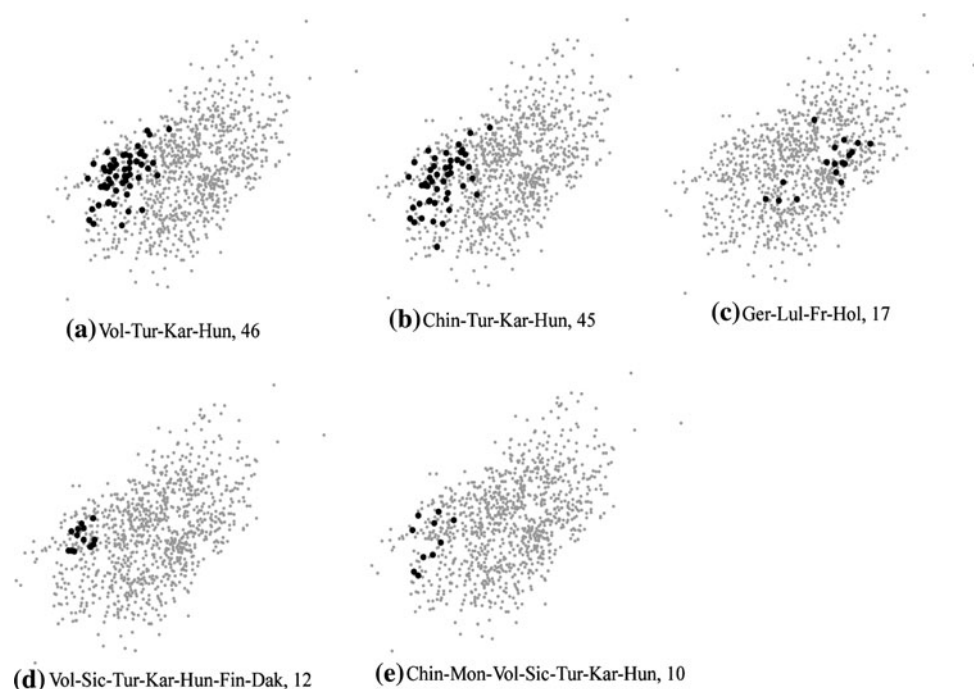 (a) Vol-Tur-Kar-Hun, 46
(b) Chin-Tur-Kar-Hun, 45
(c) Ger-Lul-Fr-Hol, 17
(d) Vol-Sic-Tur-Kar-Hun-Fin-Dak, 12
(e) Chin-Mon-Vol-Sic-Tur-Kar-Hun, 10